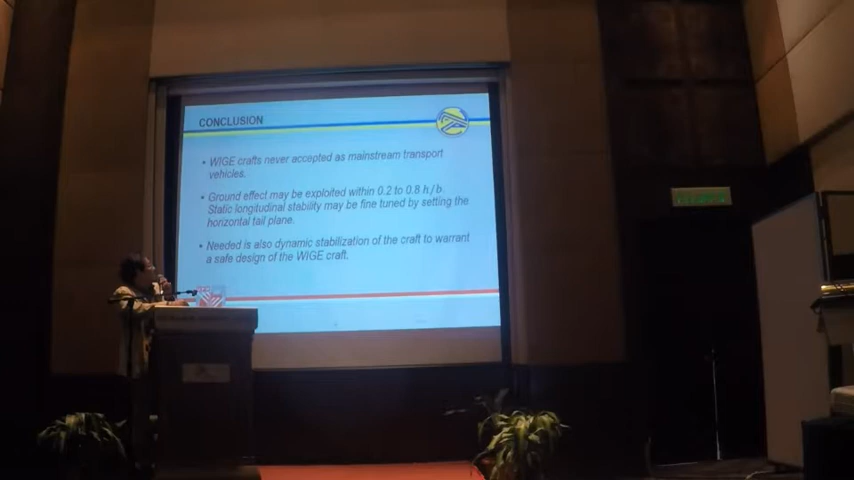 CONCLUSION
• WIGE crafts never accepted as mainstream transport
vehicles.
• Ground effect may be exploited within 0.2 to 0.8 h/b.
Static longitudinal stability may be fine tuned by setting the
horizontal tail plane.
• Needed is also dynamic stabilization of the craft to warrant
a safe design of the WIGE craft.